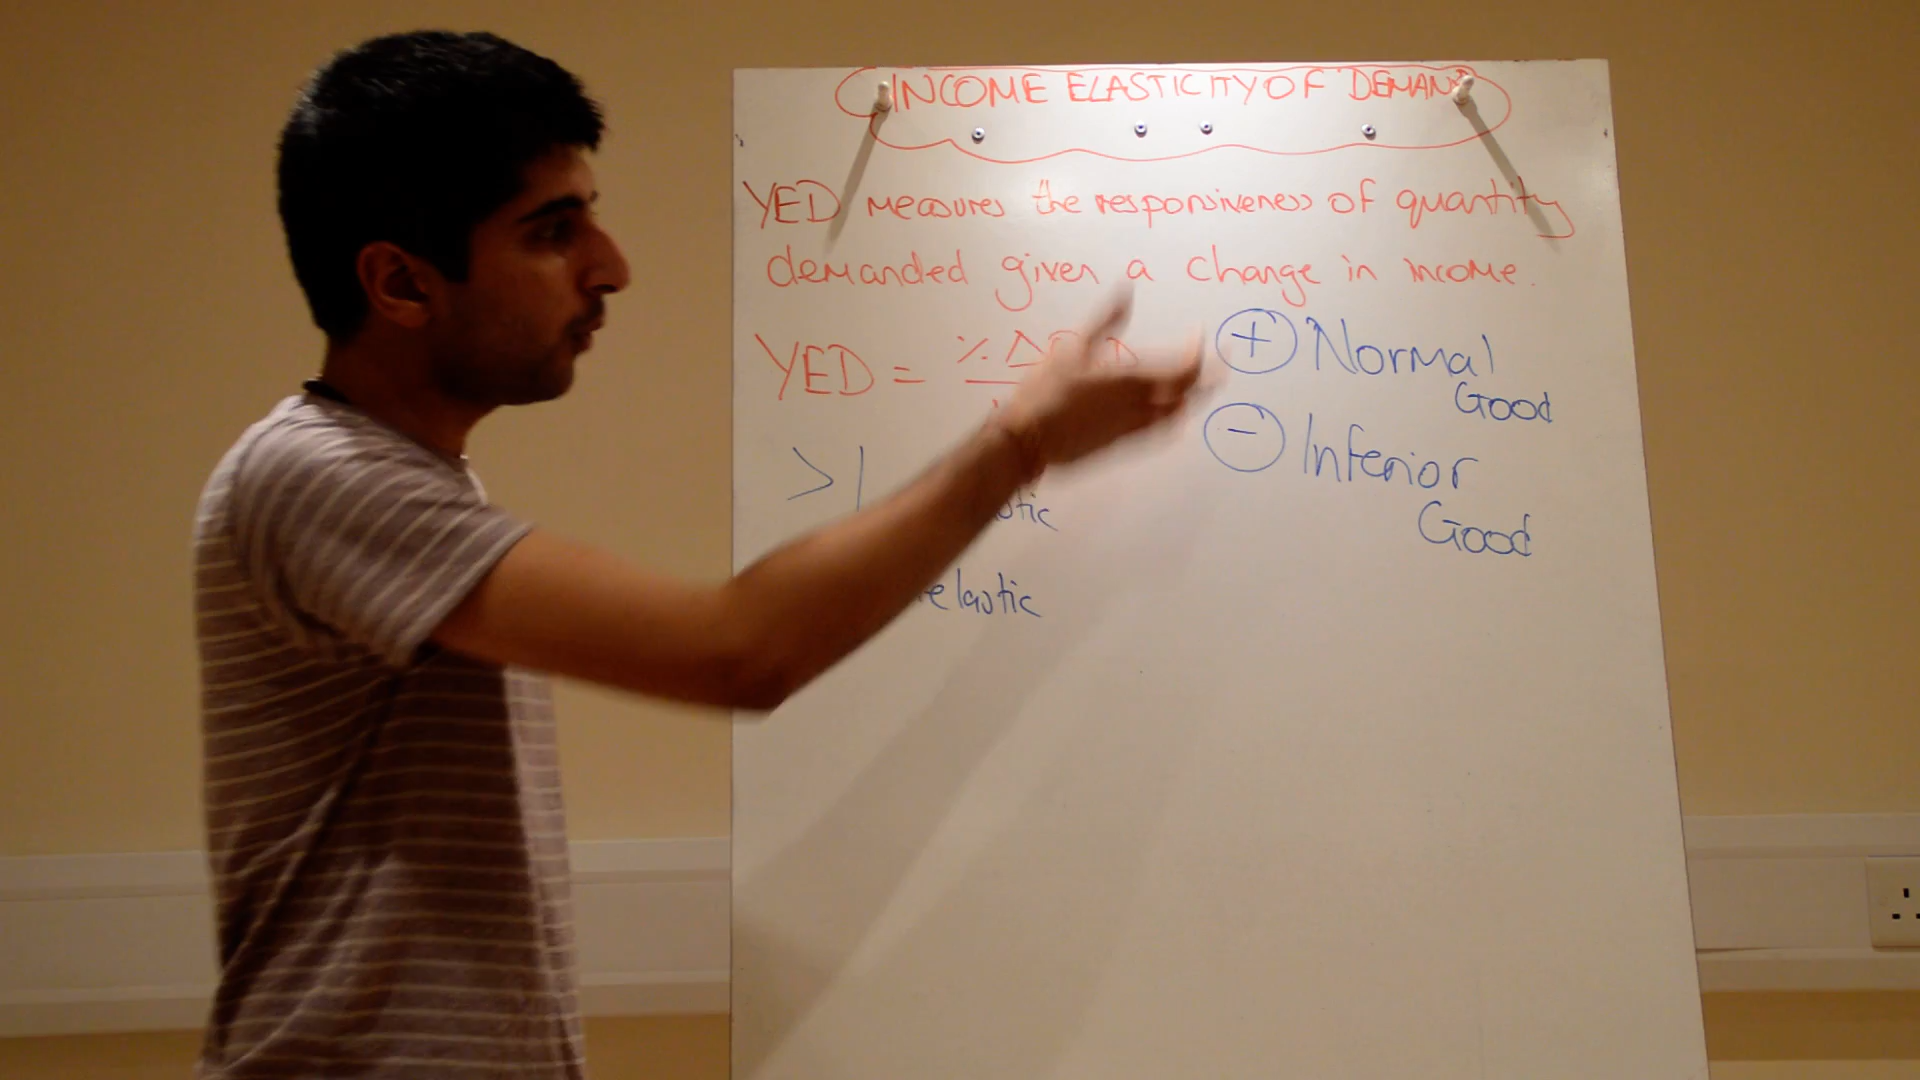 INCOME ELASTICITY OF DEMAND
YED measures the responsiveness of quantity
demanded given a change in income.
YED = % Δ
⊕ Normal
Good
>1
⊖ Inferior
Good